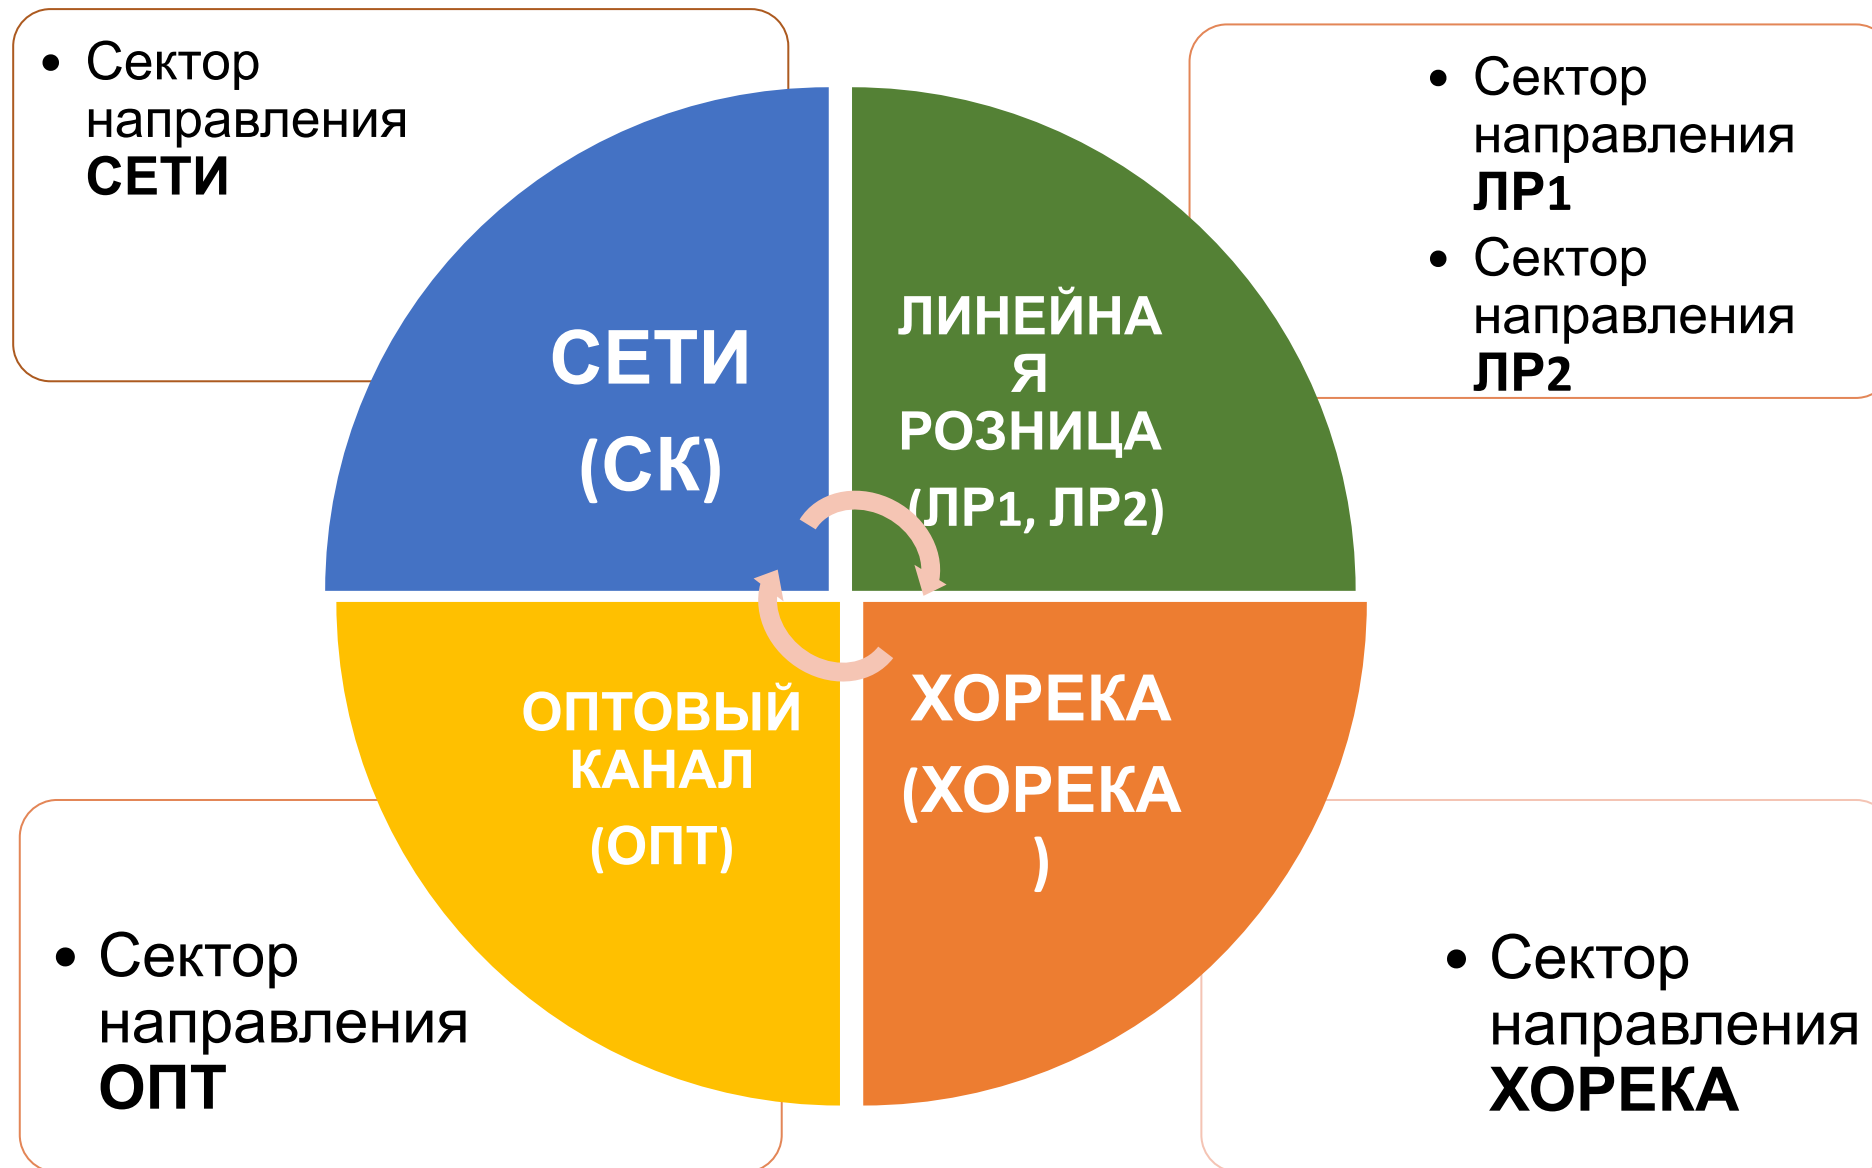 • Сектор
направления
СЕТИ
• Сектор
направления
ЛР1
• Сектор
направления
ЛР2
СЕТИ
(СК)
ЛИНЕЙНА
Я
РОЗНИЦА
(ЛР1, ЛР2)
ОПТОВЫЙ
КАНАЛ
(ОПТ)
ХОРЕКА
(ХОРЕКА
)
• Сектор
направления
ОПТ
• Сектор
направления
ХОРЕКА